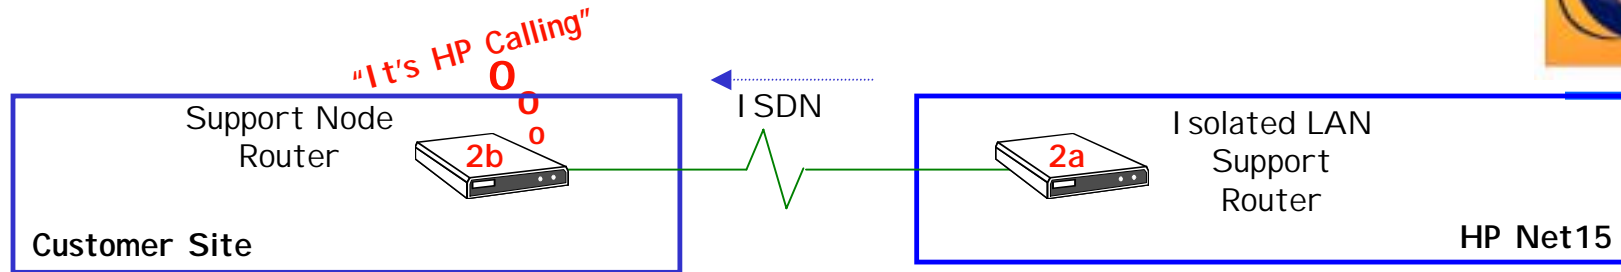 "It's HP Calling"
O
O
o
ISDN
Support Node
Router
2b
Customer Site
2a
Isolated LAN
Support
Router
HP Net15